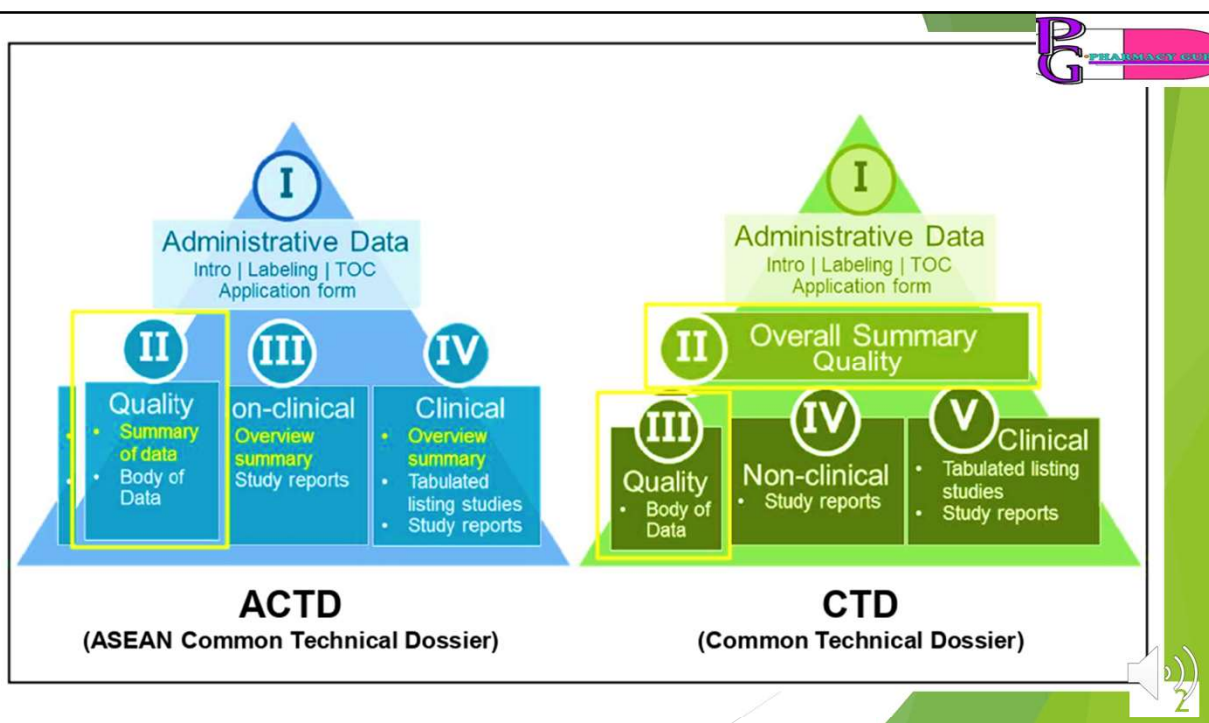 PG
PHARMACY GUI
I
Administrative Data
Intro | Labeling | TOC
Application form
II
Quality
• Summary
of data
• Body of
Data
III
on-clinical
Overview
summary
Study reports
IV
Clinical
• Overview
summary
• Tabulated
listing studies
• Study reports
ACTD
(ASEAN Common Technical Dossier)
I
Administrative Data
Intro | Labeling | TOC
Application form
II
Overall Summary
Quality
III
Quality
• Body of
Data
IV
Non-clinical
• Study reports
V
Clinical
• Tabulated listing
studies
• Study reports
CTD
(Common Technical Dossier)
2